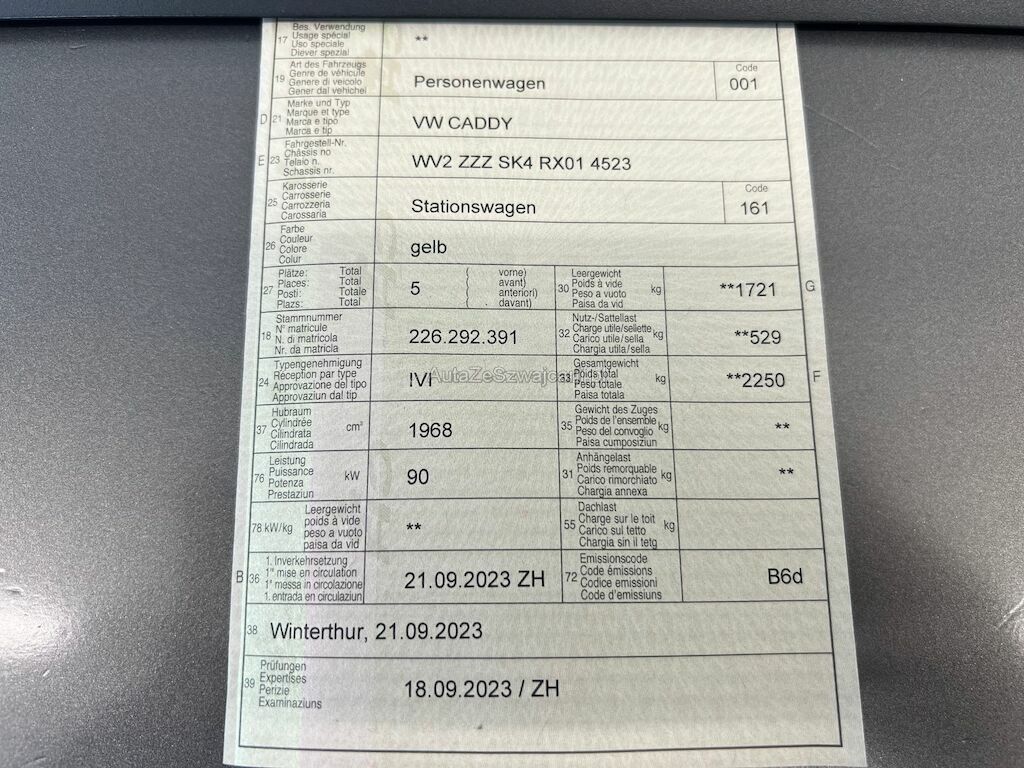 17 Bes. Verwendung
Usage spécial
Uso speciale
Diever spezial
**
19 Art des Fahrzeugs
Genre de véhicule
Genere di veicolo
Gener dal vehichel
Personenwagen
Code
001
D 21 Marke und Typ
Marque et type
Marca e tipo
Marca e tip
VW CADDY
E 23 Fahrgestell-Nr.
Châssis no
Telaio n.
Schassis nr.
WV2 ZZZ SK4 RX01 4523
25 Karosserie
Carrosserie
Carrozzeria
Carossaria
Stationswagen
Code
161
26 Farbe
Couleur
Colore
Colur
gelb
27 Plätze: Total
Places: Total
Posti: Totale
Plazs: Total
5
( vorne)
( avant)
( anteriori)
( davant)
30 Leergewicht
Poids à vide
Peso a vuoto
Paisa da vid
kg
**1721
G
18 Stammnummer
N° matricule
N. di matricola
Nr. da matricla
226.292.391
32 Nutz-/Sattellast
Charge utile/sellette
Carico utile/sella
Chargia utila/sella
kg
**529
24 Typengenehmigung
Réception par type
Approvazione del tipo
Approvaziun dal tip
IVI
33 Gesamtgewicht
Poids total
Peso totale
Paisa totala
kg
**2250
F
37 Hubraum
Cylindrée
Cilindrata
Cilindrada
cm³
1968
35 Gewicht des Zuges
Poids de l'ensemble
Peso del convoglio
Paisa cumposiziun
kg
**
76 Leistung
Puissance
Potenza
Prestaziun
kW
90
31 Anhängelast
Poids remorquable
Carico rimorchiato
Chargia annexa
kg
**
78 kW/kg
Leergewicht
poids à vide
peso a vuoto
paisa da vid
**
55 Dachlast
Charge sur le toit
Carico sul tetto
Chargia sin il tetg
kg
B 36 1. Inverkehrsetzung
1re mise en circulation
1a messa in circolazione
1. entrada en circulaziun
21.09.2023 ZH
72 Emissionscode
Code émissions
Codice emissioni
Code d'emissiuns
B6d
38 Winterthur, 21.09.2023
39 Prüfungen
Expertises
Perizie
Examinaziuns
18.09.2023 / ZH